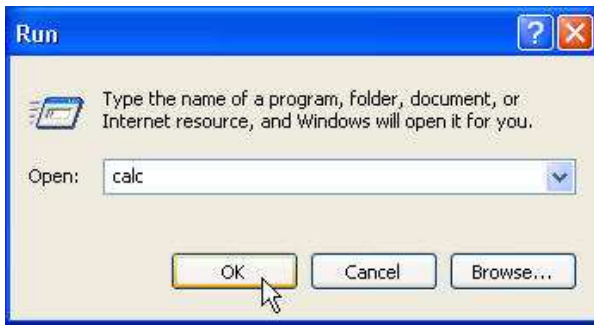 Run
Type the name of a program, folder, document, or
Internet resource, and Windows will open it for you.
Open: calc
OK Cancel Browse...